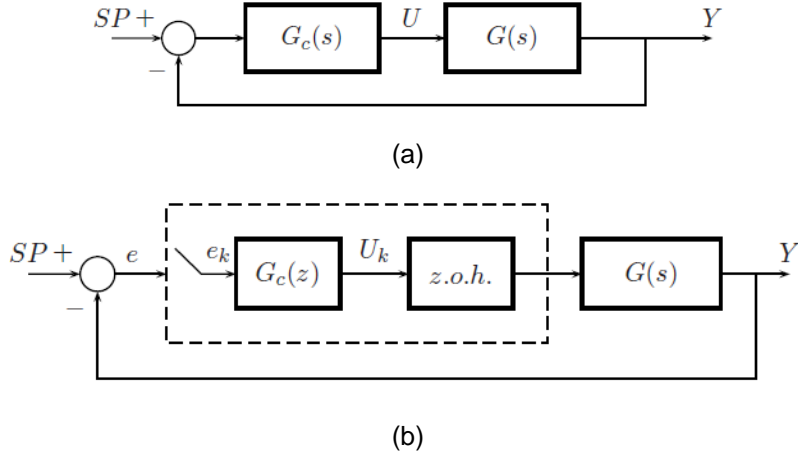 SP + G_c(s) U G(s) Y
−
(a)
SP + e e_k G_c(z) U_k z.o.h. G(s) Y
−
(b)